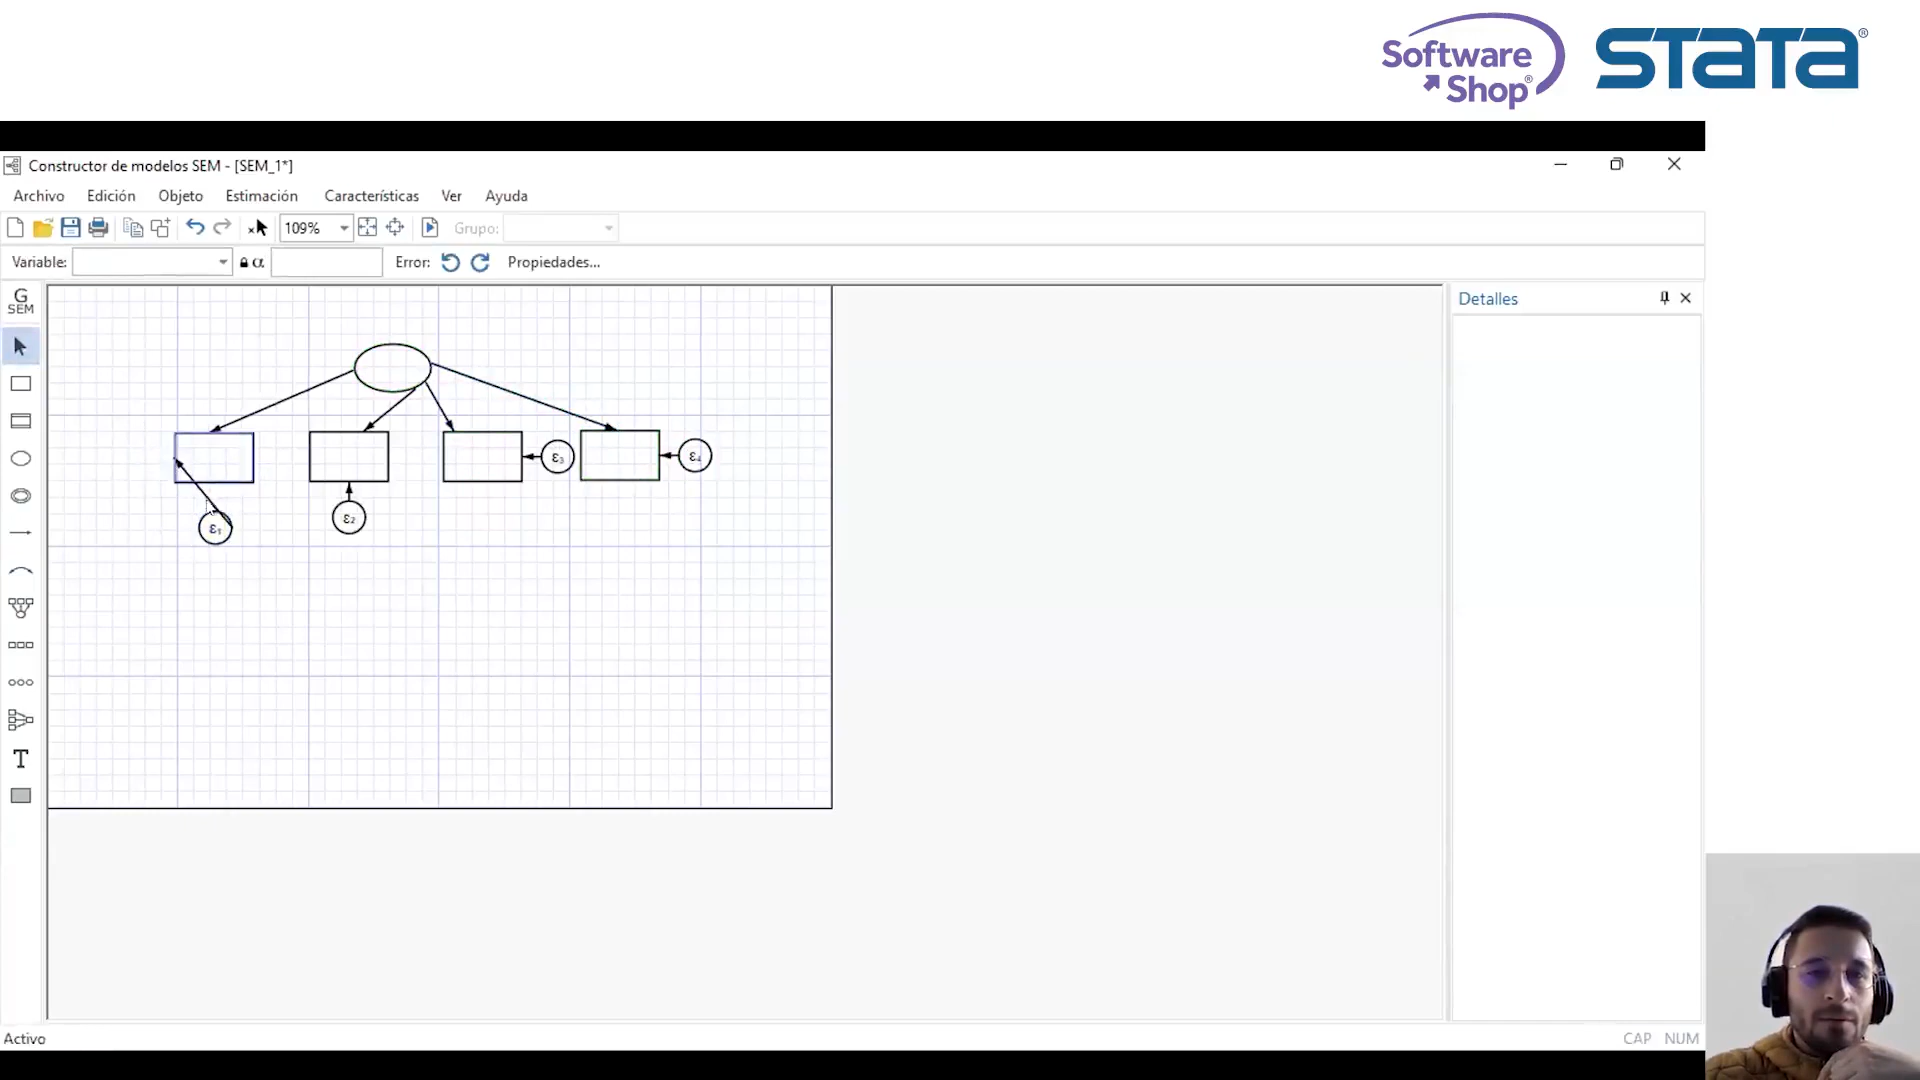 Software
Shop®
STATA®
Constructor de modelos SEM - [SEM_1*]
Archivo Edición Objeto Estimación Características Ver Ayuda
109% Grupo:
Variable: α Error: Propiedades...
G
SEM
Detalles
ε₃ ε₄
ε₁ ε₂
T
Activo CAP NUM